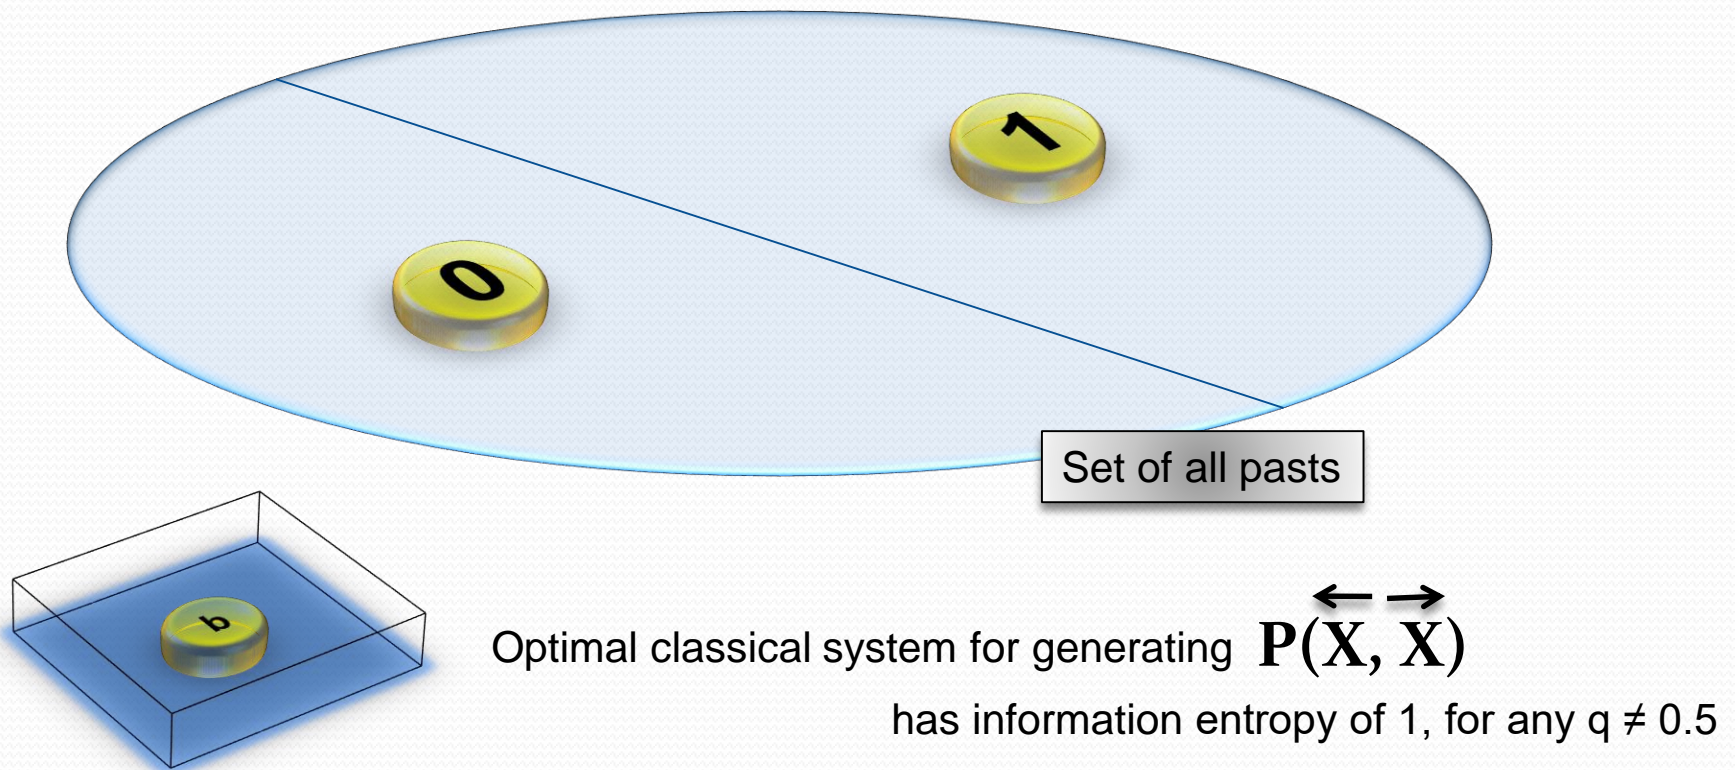 1
0
Set of all pasts
b
Optimal classical system for generating P(X⃖, X⃗)
has information entropy of 1, for any q ≠ 0.5